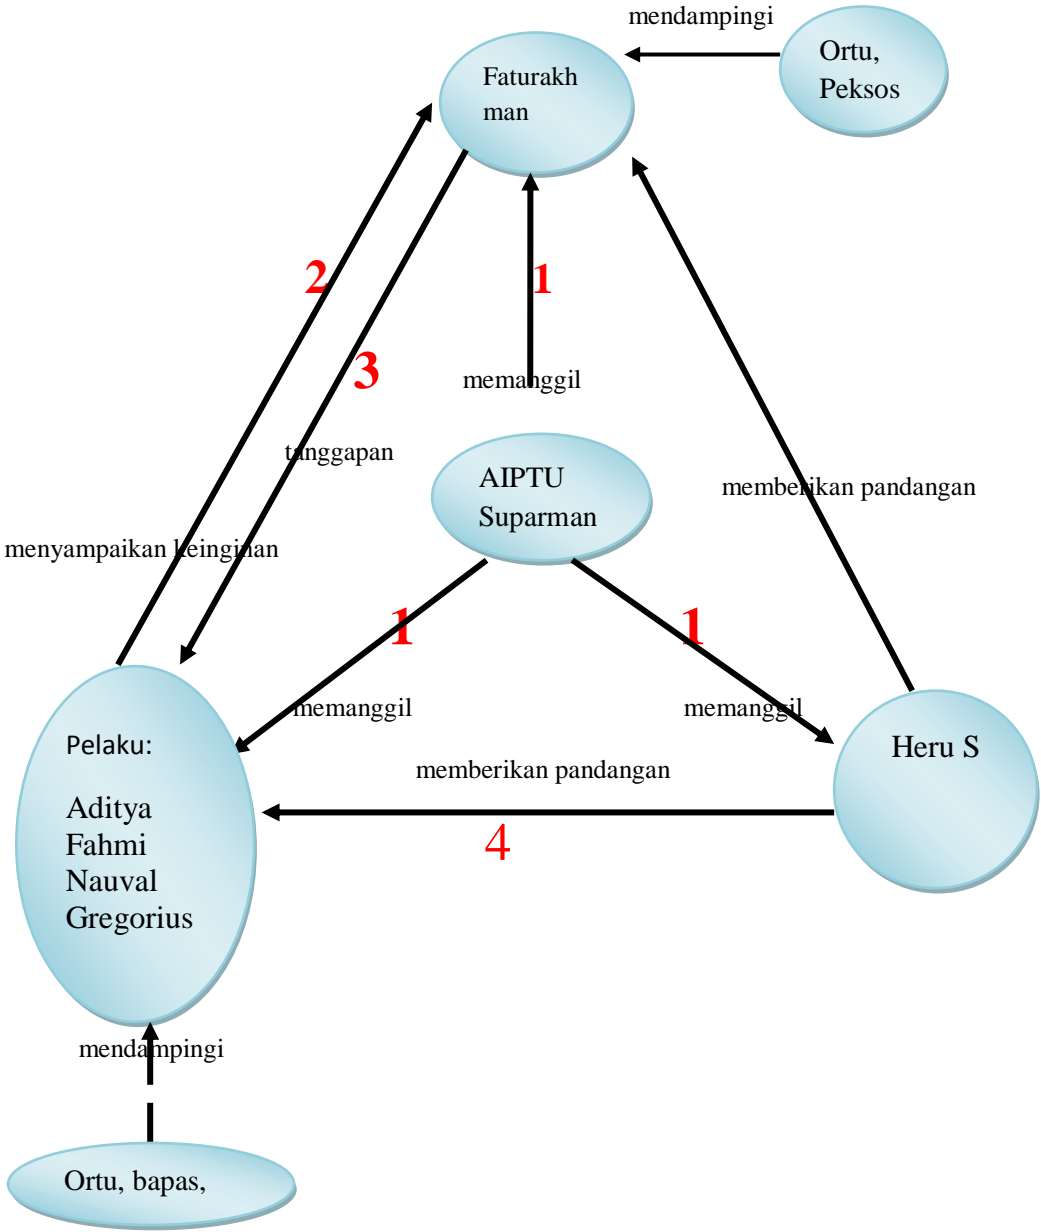 mendampingi
Ortu,
Peksos
Faturakh
man
2
1
3
memanggil
tanggapan
AIPTU
Suparman
memberikan pandangan
menyampaikan keinginan
1
1
memanggil
memanggil
Pelaku:
Aditya
Fahmi
Nauval
Gregorius
Heru S
memberikan pandangan
4
mendampingi
Ortu, bapas,